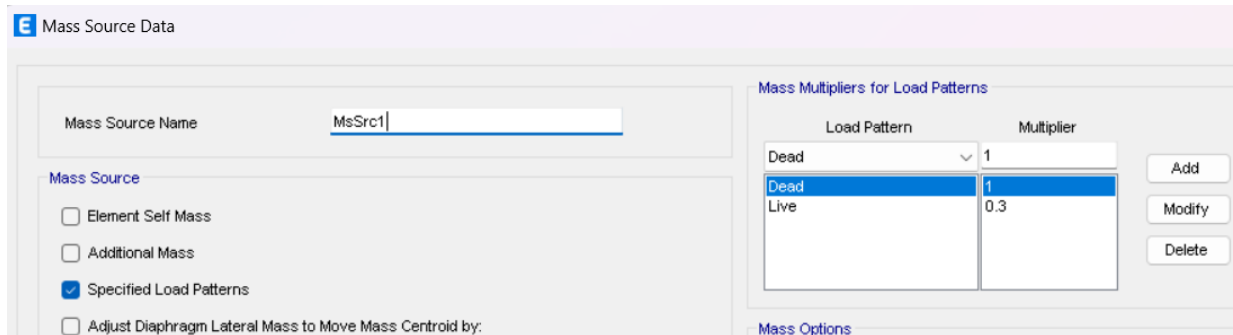 E Mass Source Data
Mass Source Name MsSrc1
Mass Source
Element Self Mass
Additional Mass
Specified Load Patterns
Adjust Diaphragm Lateral Mass to Move Mass Centroid by:
Mass Multipliers for Load Patterns
Load Pattern Multiplier
Dead 1
Dead 1
Live 0.3
Add
Modify
Delete
Mass Options